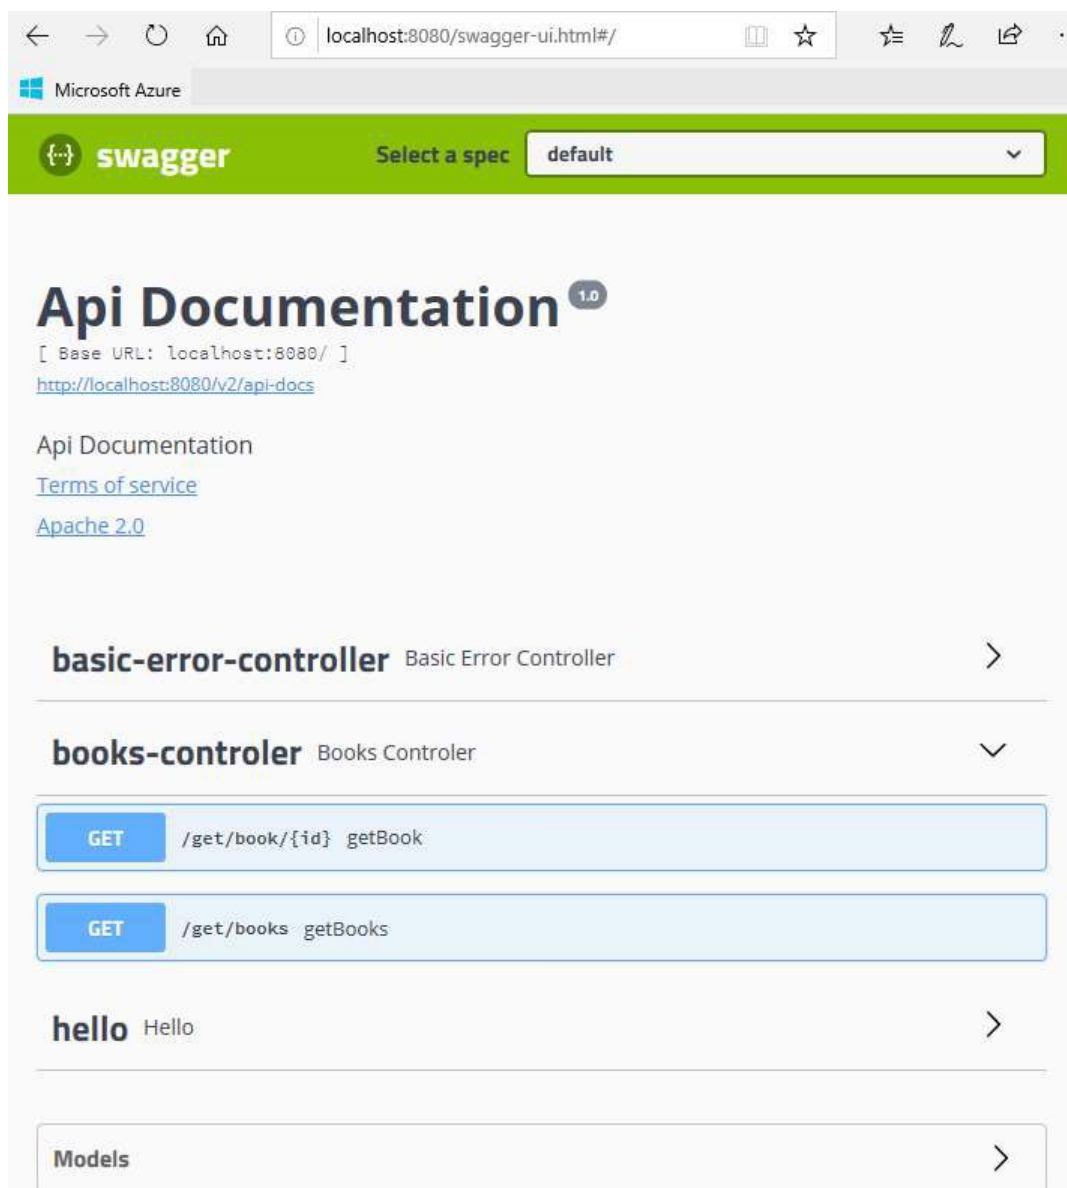 localhost:8080/swagger-ui.html#/
Microsoft Azure
{...} swagger Select a spec default
Api Documentation 1.0
[ Base URL: localhost:8080/ ]
http://localhost:8080/v2/api-docs
Api Documentation
Terms of service
Apache 2.0
basic-error-controller Basic Error Controller
books-controler Books Controler
GET /get/book/{id} getBook
GET /get/books getBooks
hello Hello
Models